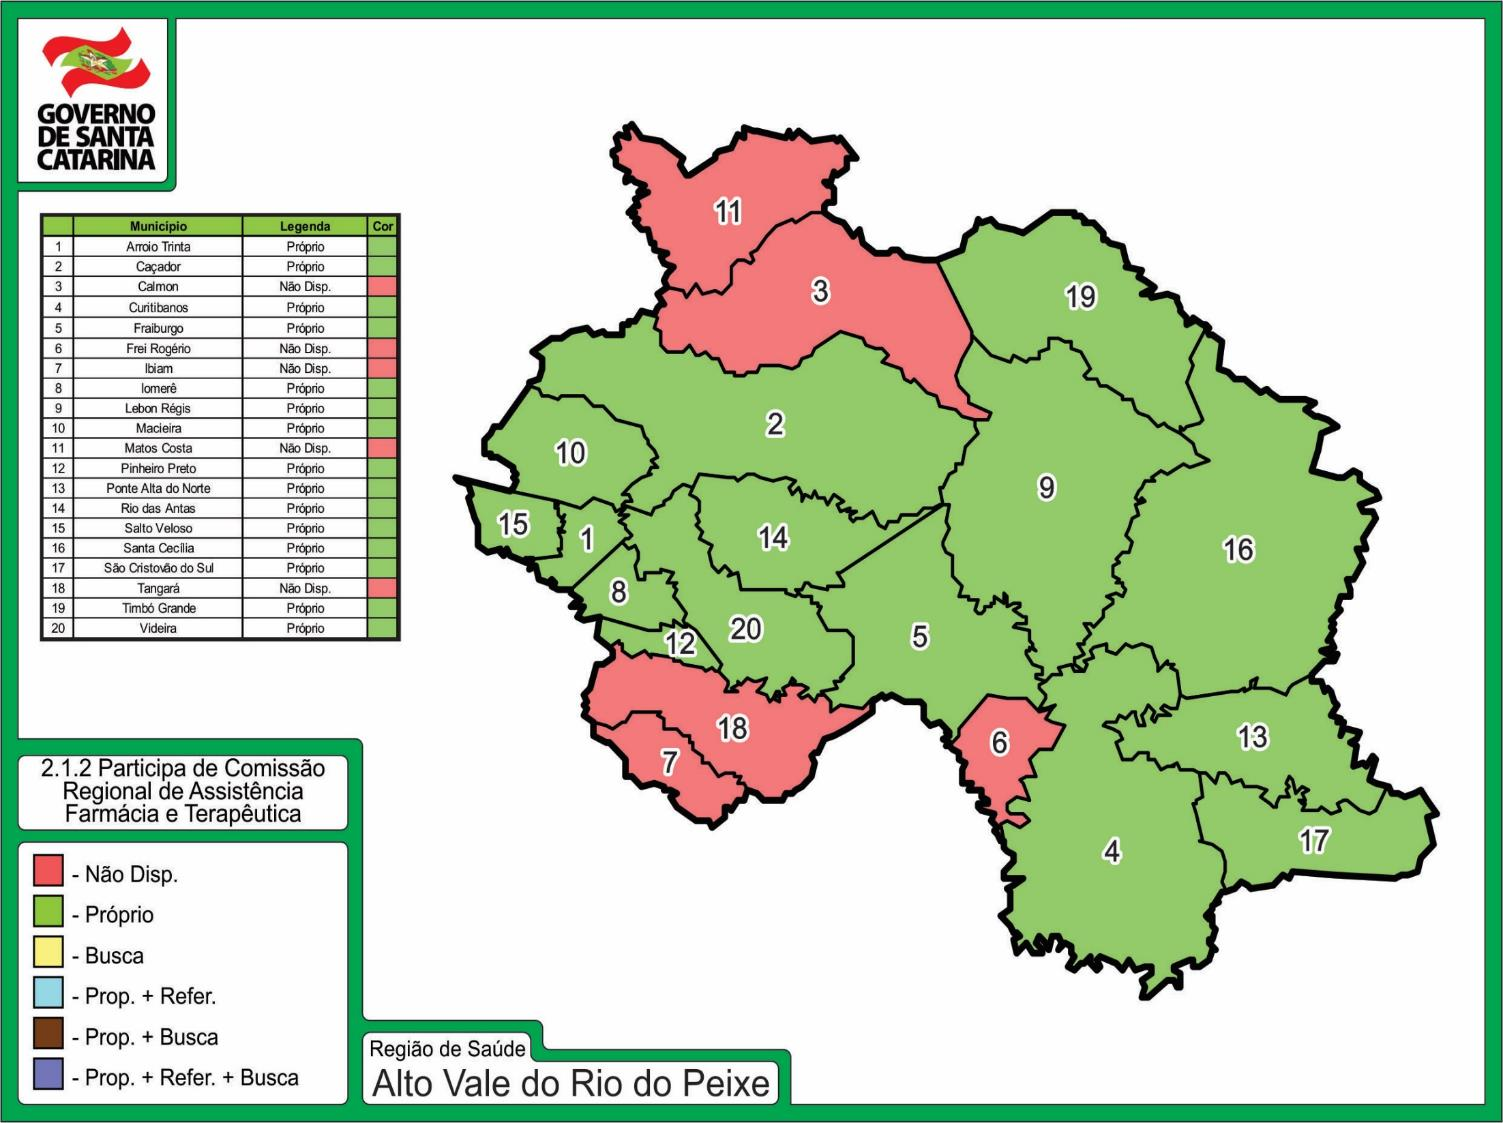 GOVERNO
DE SANTA
CATARINA
Município Legenda Cor
1 Arroio Trinta Próprio
2 Caçador Próprio
3 Calmon Não Disp.
4 Curitibanos Próprio
5 Fraiburgo Próprio
6 Frei Rogério Não Disp.
7 Ibiam Não Disp.
8 Iomerê Próprio
9 Lebon Régis Próprio
10 Macieira Próprio
11 Matos Costa Não Disp.
12 Pinheiro Preto Próprio
13 Ponte Alta do Norte Próprio
14 Rio das Antas Próprio
15 Salto Veloso Próprio
16 Santa Cecília Próprio
17 São Cristovão do Sul Próprio
18 Tangará Não Disp.
19 Timbó Grande Próprio
20 Videira Próprio
11
3
19
2
10
9
15
1
14
16
8
20
12
5
18
7
6
13
4
17
2.1.2 Participa de Comissão
Regional de Assistência
Farmácia e Terapêutica
- Não Disp.
- Próprio
- Busca
- Prop. + Refer.
- Prop. + Busca
- Prop. + Refer. + Busca
Região de Saúde
Alto Vale do Rio do Peixe